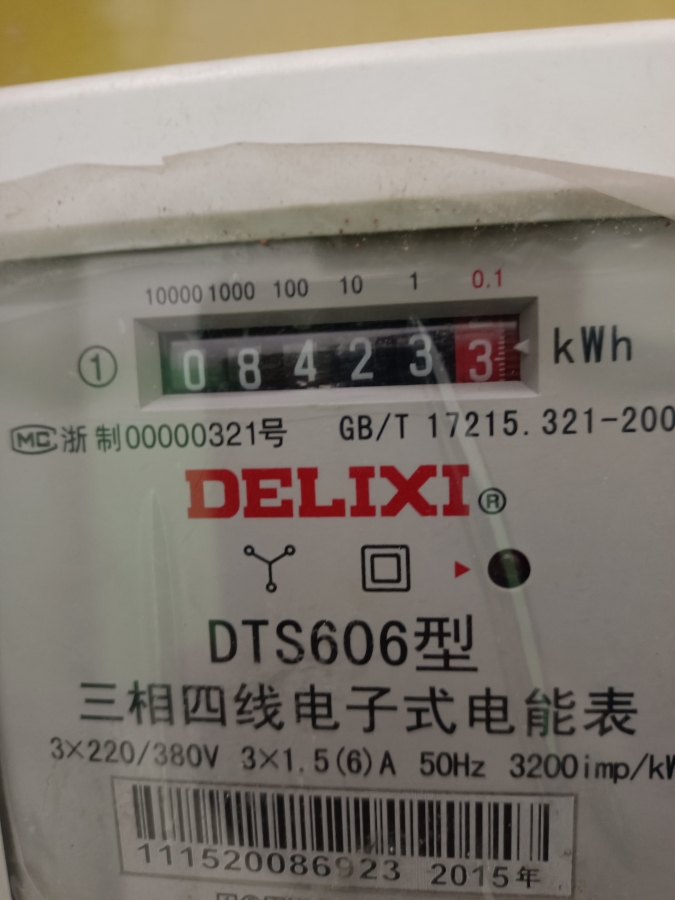 10000 1000 100 10 1 0.1
① 0 8 4 2 3 3 kWh
MC 浙制00000321号 GB/T 17215.321-200
DELIXI ®
DTS606型
三相四线电子式电能表
3×220/380V 3×1.5(6)A 50Hz 3200imp/kW
111520086923 2015年